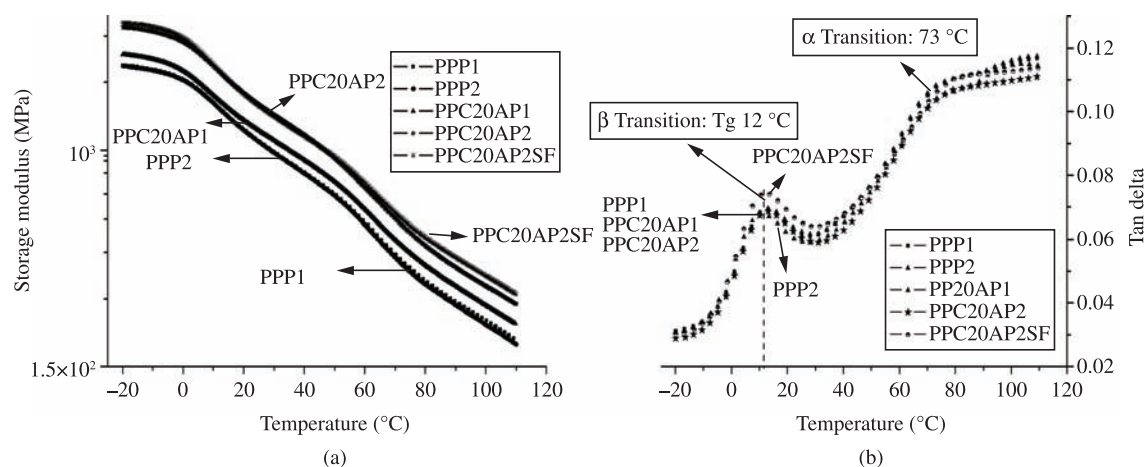 PPC20AP2
PPC20AP1
PPP2
PPP1
PPP2
PPC20AP1
PPC20AP2
PPC20AP2SF
PPC20AP2SF
PPP1
Storage modulus (MPa)
10³
1.5×10²
−20 0 20 40 60 80 100 120
Temperature (°C)
(a)
α Transition: 73 °C
β Transition: Tg 12 °C
PPC20AP2SF
PPP1
PPC20AP1
PPC20AP2
PPP2
PPP1
PPP2
PP20AP1
PPC20AP2
PPC20AP2SF
0.12
0.10
0.08
0.06
0.04
0.02
Tan delta
−20 0 20 40 60 80 100 120
Temperature (°C)
(b)